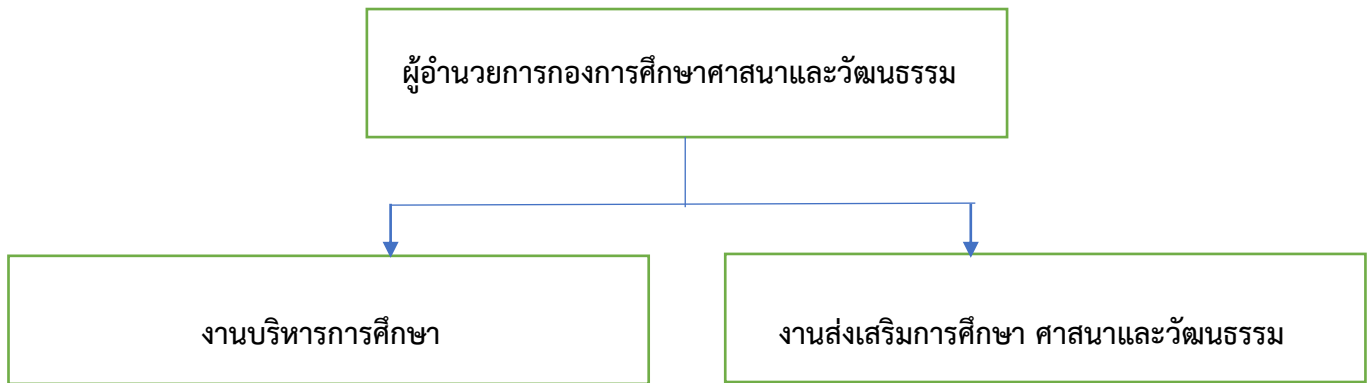 ผู้อำนวยการกองการศึกษาศาสนาและวัฒนธรรม
งานบริหารการศึกษา
งานส่งเสริมการศึกษา ศาสนาและวัฒนธรรม